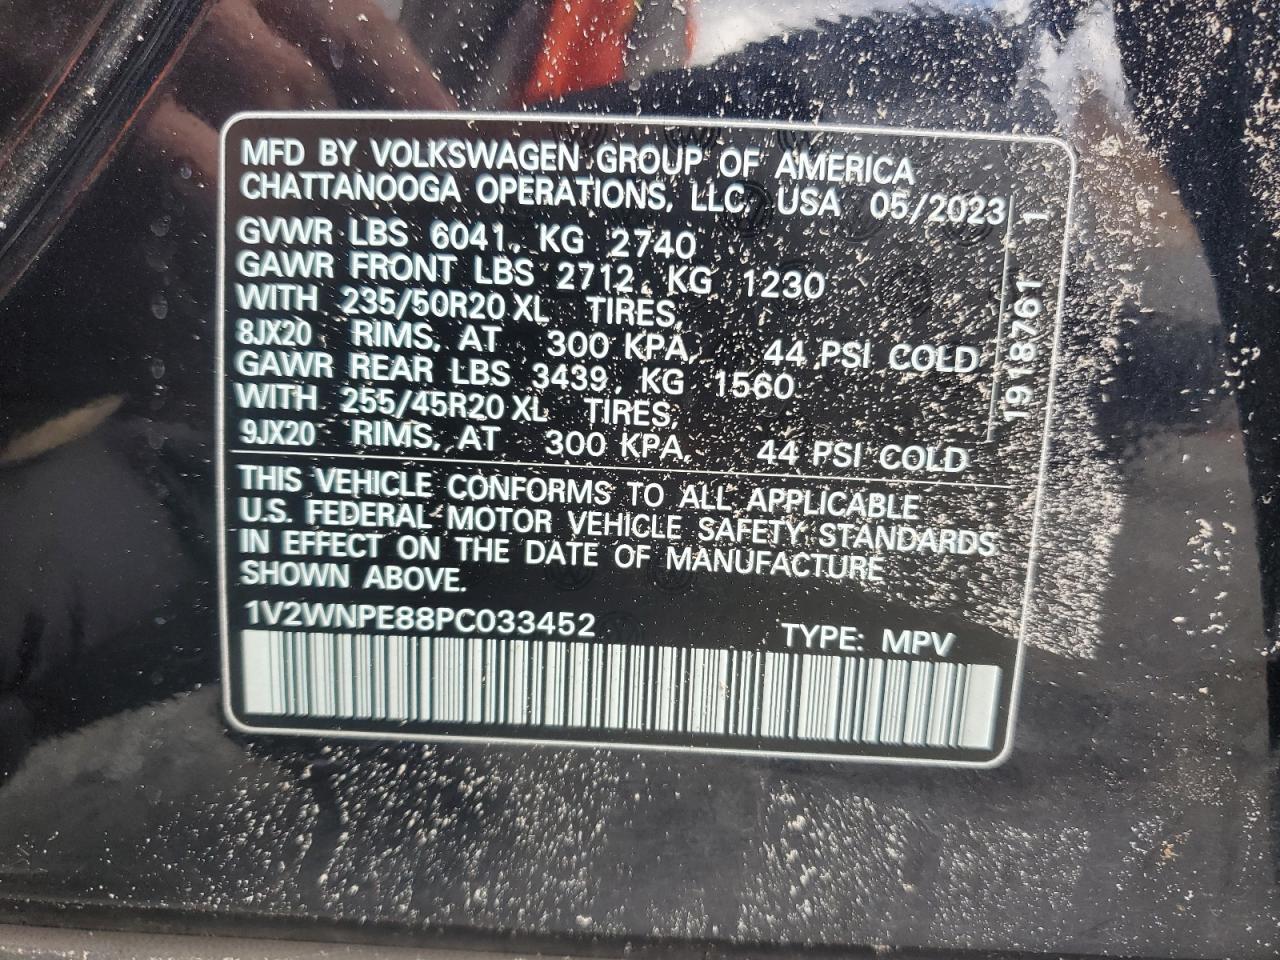 MFD BY VOLKSWAGEN GROUP OF AMERICA
CHATTANOOGA OPERATIONS, LLC, USA 05/2023
GVWR LBS 6041, KG 2740
GAWR FRONT LBS 2712, KG 1230
WITH 235/50R20 XL TIRES,
8JX20 RIMS, AT 300 KPA, 44 PSI COLD
GAWR REAR LBS 3439, KG 1560
WITH 255/45R20 XL TIRES,
9JX20 RIMS, AT 300 KPA, 44 PSI COLD
1918761 1
THIS VEHICLE CONFORMS TO ALL APPLICABLE
U.S. FEDERAL MOTOR VEHICLE SAFETY STANDARDS
IN EFFECT ON THE DATE OF MANUFACTURE
SHOWN ABOVE.
1V2WNPE88PC033452 TYPE: MPV